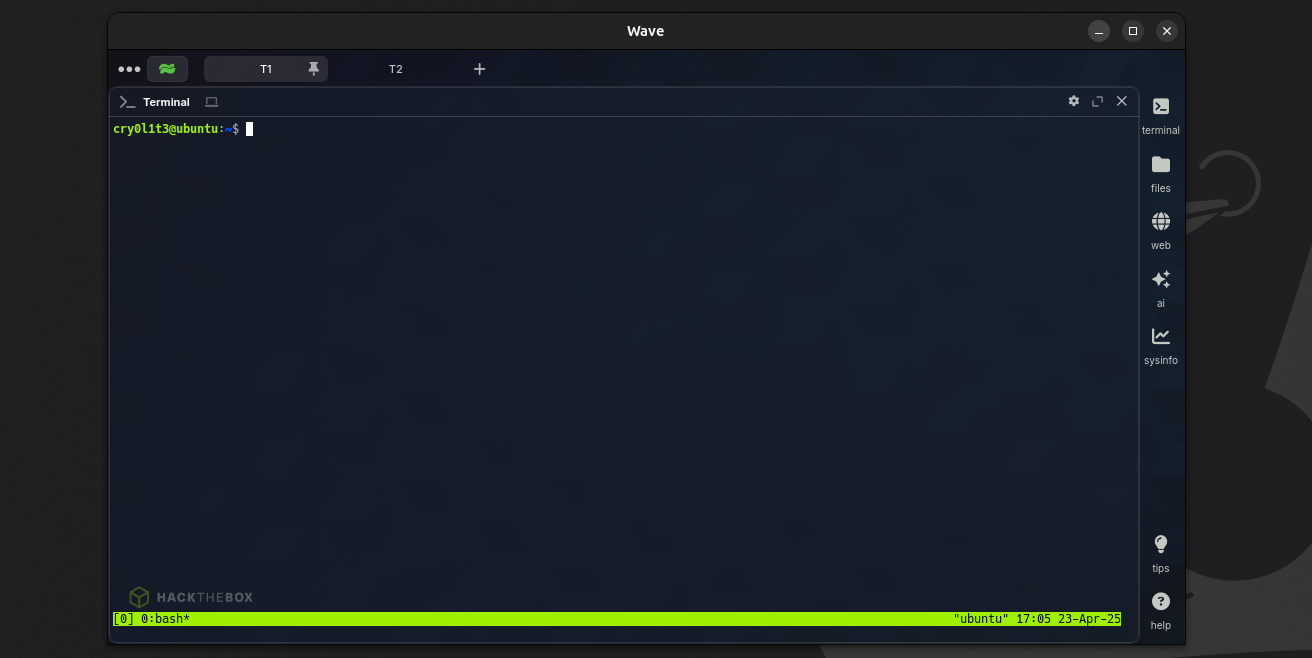 Wave
T1
T2
Terminal
cry0l1t3@ubuntu:~$
terminal
files
web
ai
sysinfo
tips
help
HACKTHEBOX
[0] 0:bash* "ubuntu" 17:05 23-Apr-25